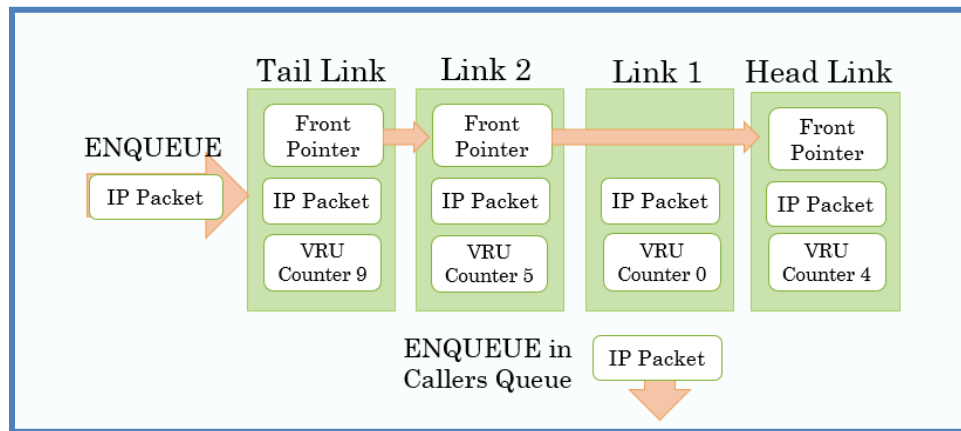 Tail Link
Link 2
Link 1
Head Link
ENQUEUE
IP Packet
Front
Pointer
IP Packet
VRU
Counter 9
Front
Pointer
IP Packet
VRU
Counter 5
IP Packet
VRU
Counter 0
Front
Pointer
IP Packet
VRU
Counter 4
ENQUEUE in
Callers Queue
IP Packet